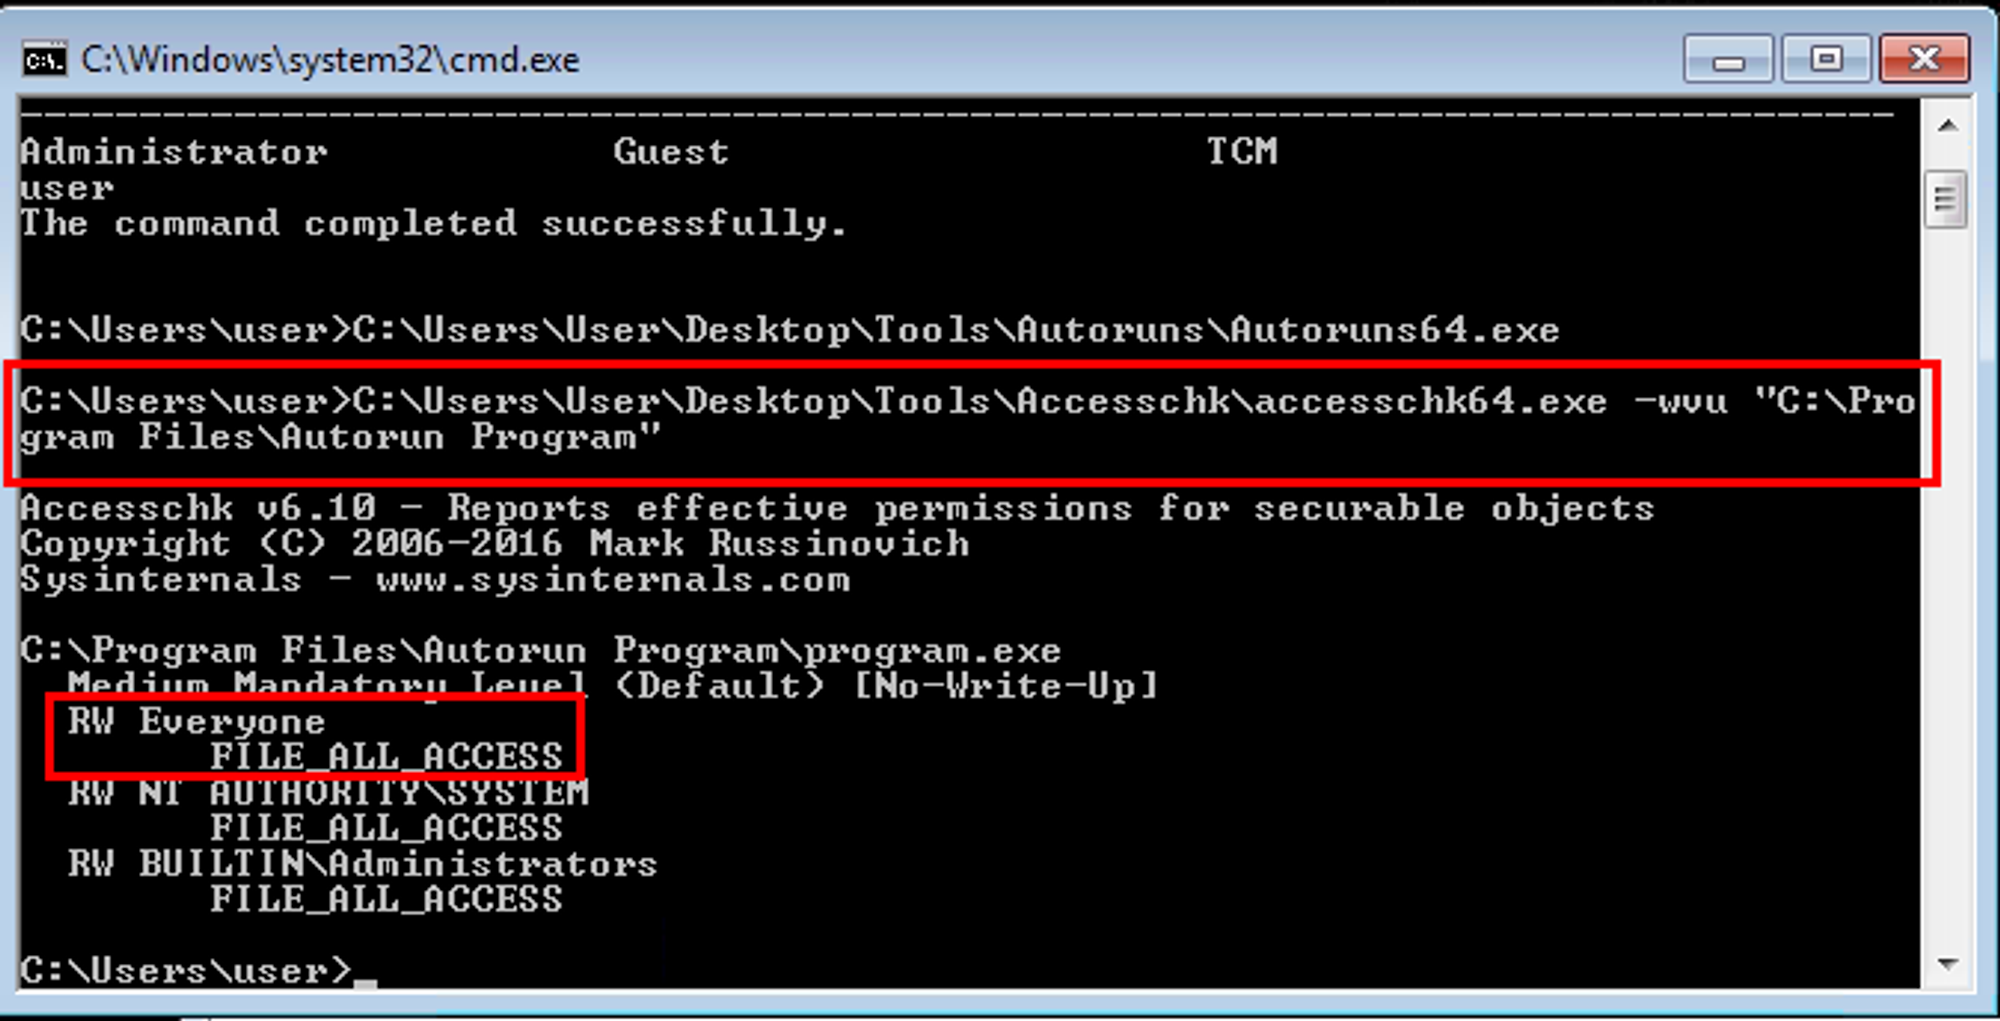 C:\Windows\system32\cmd.exe
-------------------------------------------------------------------------------
Administrator            Guest                    TCM
user
The command completed successfully.
C:\Users\user>C:\Users\User\Desktop\Tools\Autoruns\Autoruns64.exe
C:\Users\user>C:\Users\User\Desktop\Tools\Accesschk\accesschk64.exe -wvu "C:\Pro
gram Files\Autorun Program"
Accesschk v6.10 - Reports effective permissions for securable objects
Copyright (C) 2006-2016 Mark Russinovich
Sysinternals - www.sysinternals.com
C:\Program Files\Autorun Program\program.exe
  Medium Mandatory Level (Default) [No-Write-Up]
  RW Everyone
        FILE_ALL_ACCESS
  RW NT AUTHORITY\SYSTEM
        FILE_ALL_ACCESS
  RW BUILTIN\Administrators
        FILE_ALL_ACCESS
C:\Users\user>_